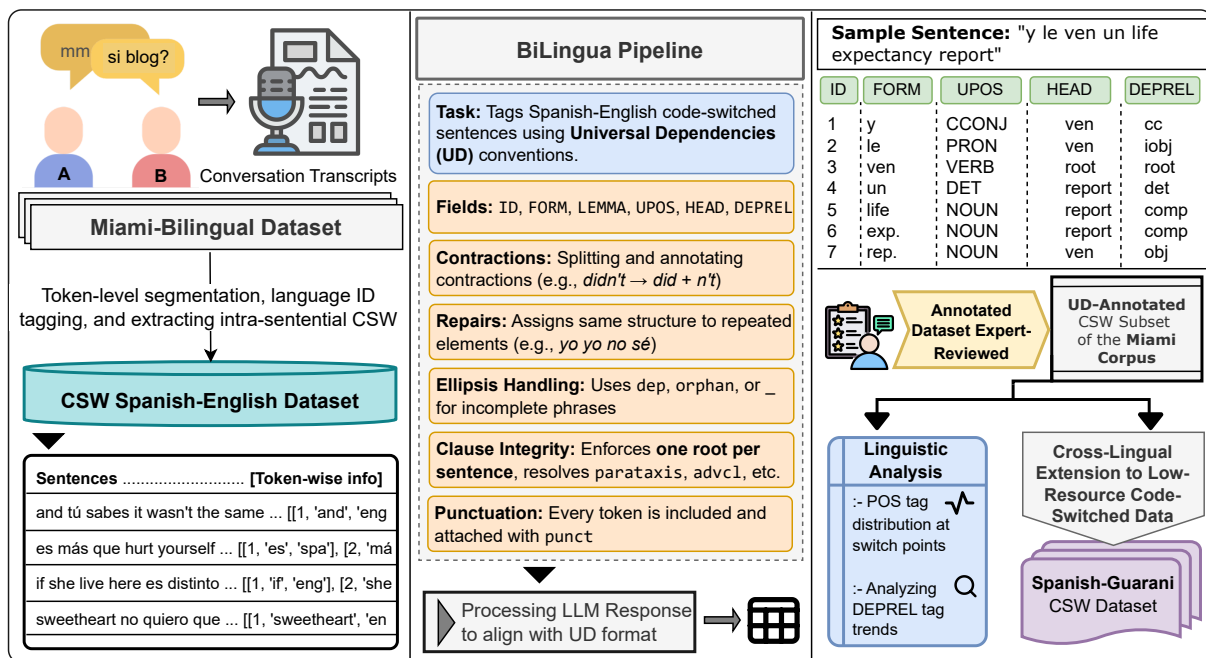 mm
si blog?
A
B
Conversation Transcripts
Miami-Bilingual Dataset
Token-level segmentation, language ID
tagging, and extracting intra-sentential CSW
CSW Spanish-English Dataset
Sentences ........................ [Token-wise info]
and tú sabes it wasn't the same ... [[1, 'and', 'eng
es más que hurt yourself ... [[1, 'es', 'spa'], [2, 'má
if she live here es distinto ... [[1, 'if', 'eng'], [2, 'she
sweetheart no quiero que ... [[1, 'sweetheart', 'en
BiLingua Pipeline
Task: Tags Spanish-English code-switched
sentences using Universal Dependencies
(UD) conventions.
Fields: ID, FORM, LEMMA, UPOS, HEAD, DEPREL
Contractions: Splitting and annotating
contractions (e.g., didn't → did + n't)
Repairs: Assigns same structure to repeated
elements (e.g., yo yo no sé)
Ellipsis Handling: Uses dep, orphan, or _
for incomplete phrases
Clause Integrity: Enforces one root per
sentence, resolves parataxis, advcl, etc.
Punctuation: Every token is included and
attached with punct
Processing LLM Response
to align with UD format
Sample Sentence: "y le ven un life
expectancy report"
ID FORM UPOS HEAD DEPREL
1 y CCONJ ven cc
2 le PRON ven iobj
3 ven VERB root root
4 un DET report det
5 life NOUN report comp
6 exp. NOUN report comp
7 rep. NOUN ven obj
Annotated
Dataset Expert-
Reviewed
UD-Annotated
CSW Subset
of the Miami
Corpus
Linguistic
Analysis
:- POS tag
distribution at
switch points
:- Analyzing
DEPREL tag
trends
Cross-Lingual
Extension to Low-
Resource Code-
Switched Data
Spanish-Guarani
CSW Dataset